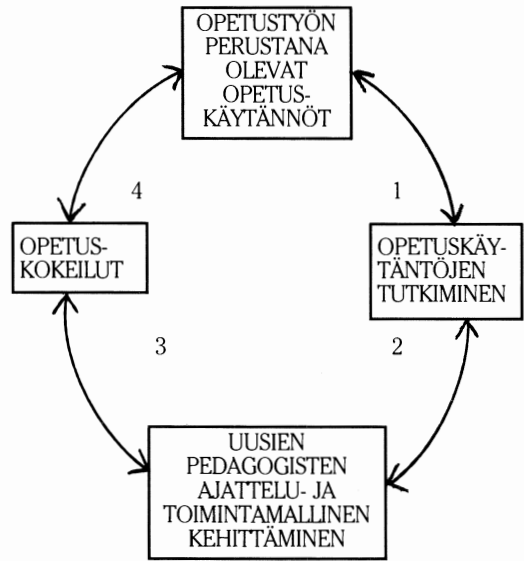 OPETUSTYÖN
PERUSTANA
OLEVAT
OPETUS-
KÄYTÄNNÖT
4
1
OPETUS-
KOKEILUT
OPETUSKÄY-
TÄNTÖJEN
TUTKIMINEN
3
2
UUSIEN
PEDAGOGISTEN
AJATTELU- JA
TOIMINTAMALLINEN
KEHITTÄMINEN